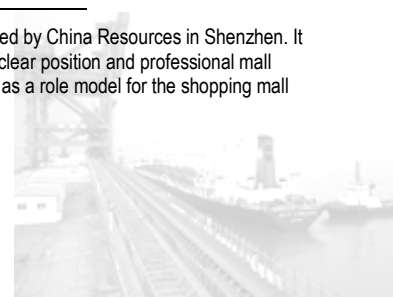 ed by China Resources in Shenzhen. It
clear position and professional mall
as a role model for the shopping mall